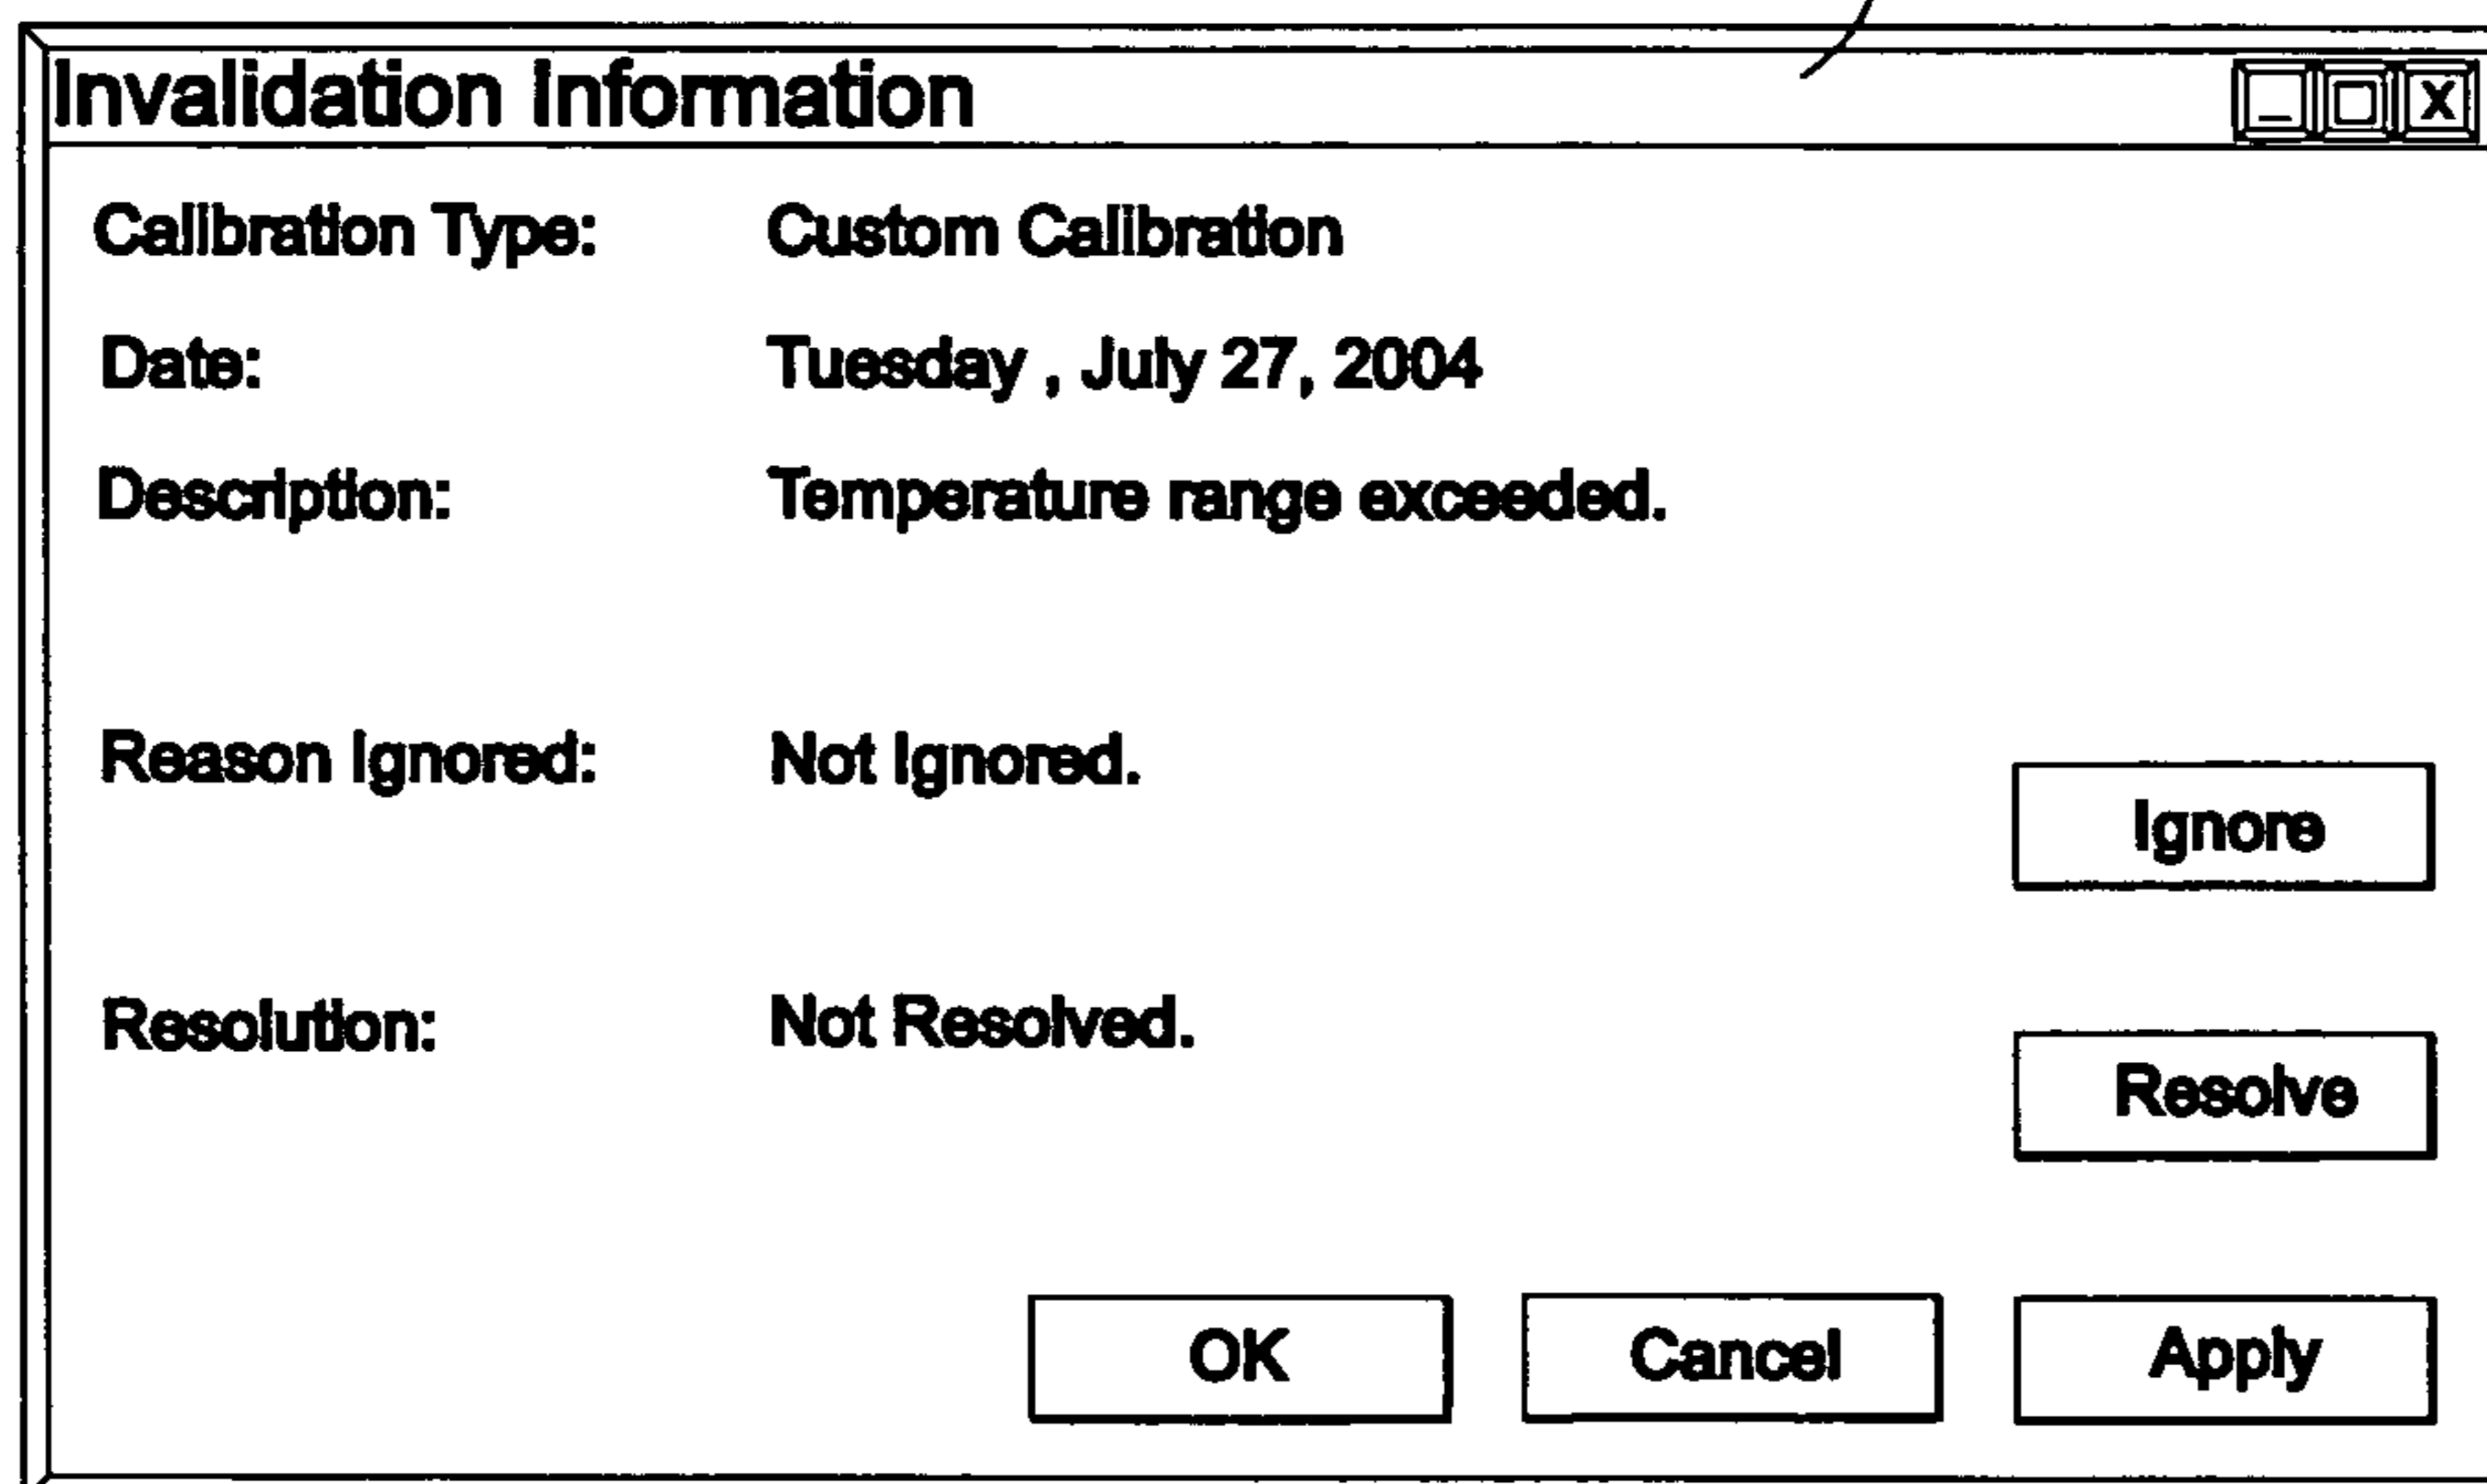 Invalidation Information
X
Calibration Type: Custom Calibration
Date: Tuesday , July 27, 2004
Description: Temperature range exceeded.
Reason Ignored: Not Ignored.
Ignore
Resolution: Not Resolved.
Resolve
OK Cancel Apply